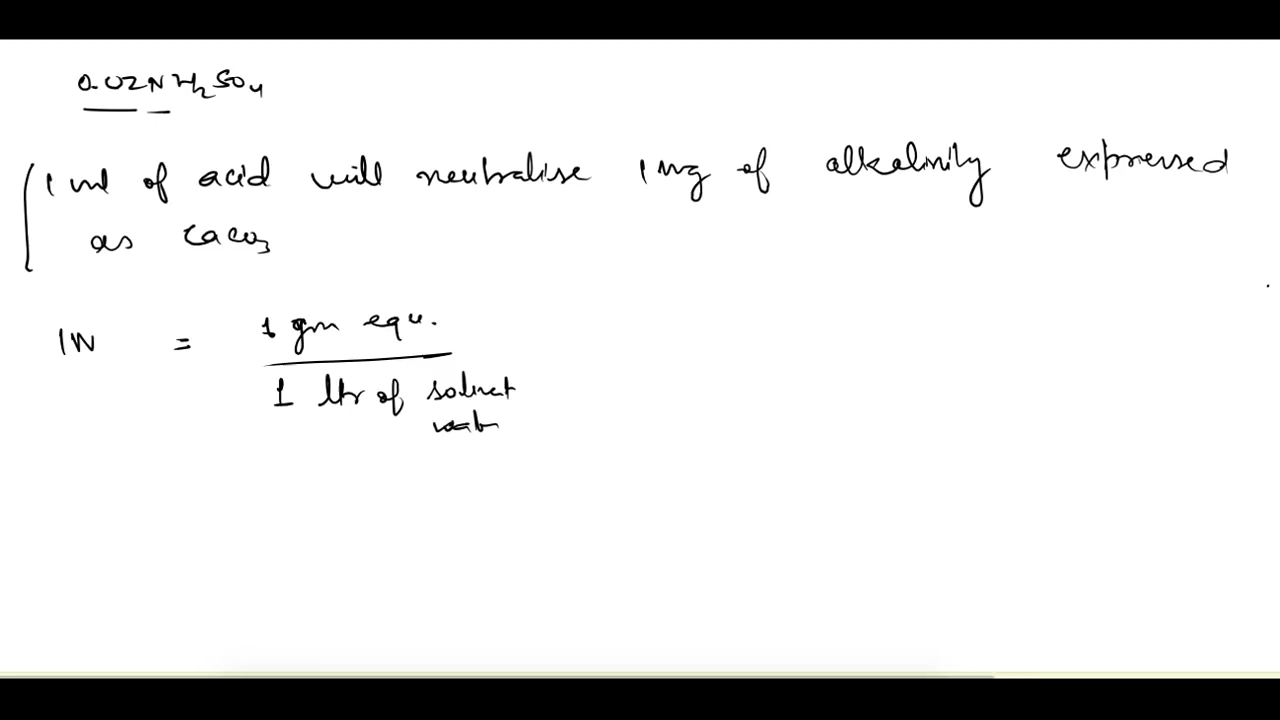 0.02N H₂SO₄
1 ml of acid will neutralise 1 mg of alkalinity expressed
as CaCO₃
1N = 1 gm equ.
1 ltr of solvent
water